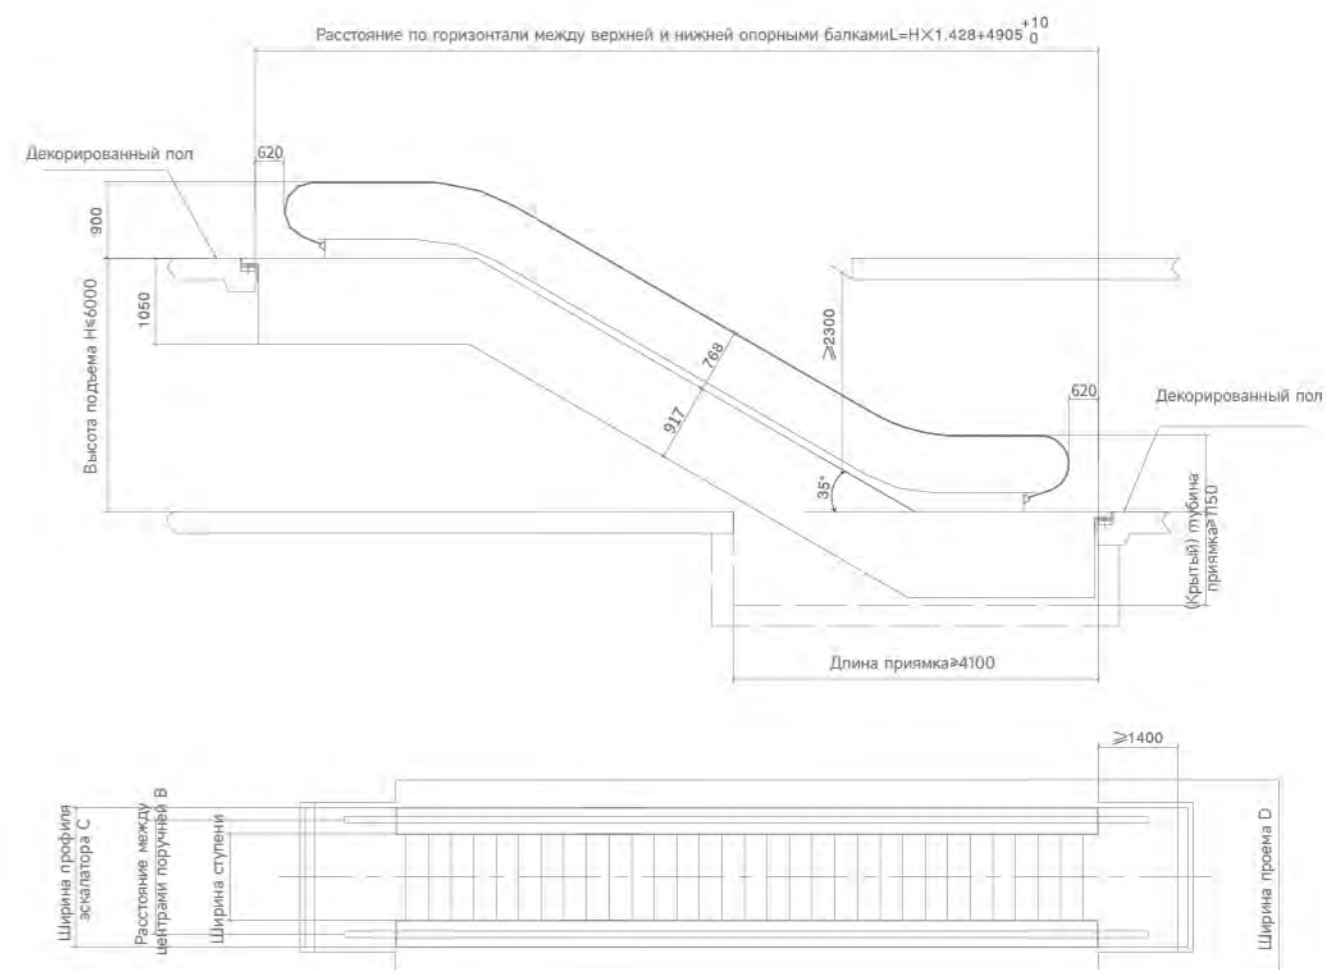 Расстояние по горизонтали между верхней и нижней опорными балкамиL=H×1.428+4905 +10 0
Декорированный пол
620
900
1050
Высота подъема H≤6000
768
917
≥2300
35°
620
Декорированный пол
(Крытый) глубина
приямка≥1150
Длина приямка≥4100
≥1400
Ширина профиля
эскалатора C
Расстояние между
центрами поручней B
Ширина ступени
Ширина проема D